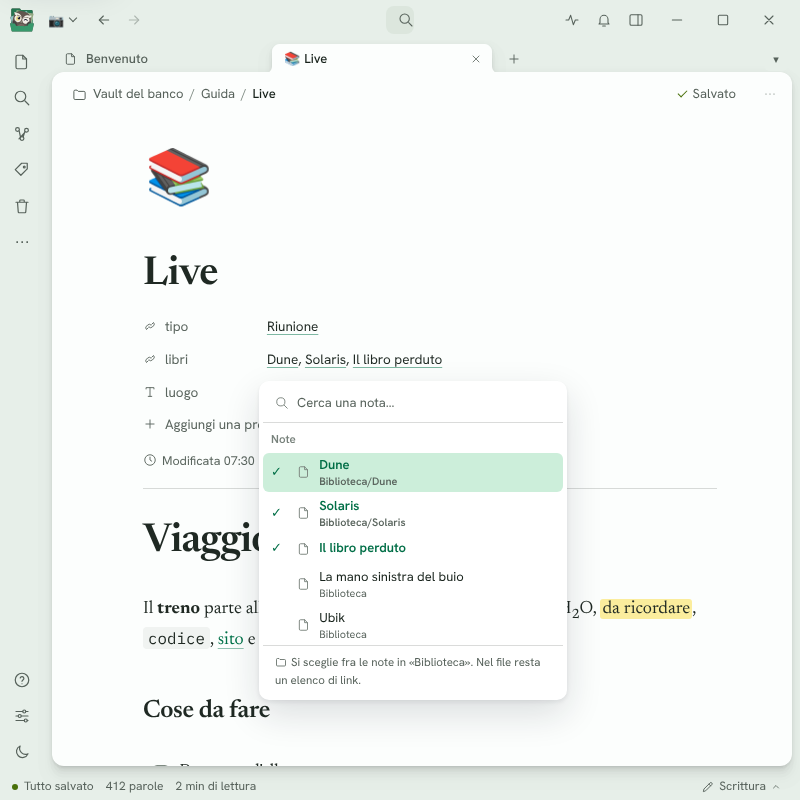 Benvenuto
Live
Vault del banco / Guida / Live
Salvato
Live
tipo Riunione
libri Dune, Solaris, Il libro perduto
luogo
Aggiungi una pr
Modificata 07:30
Cerca una nota...
Note
✓ Dune
Biblioteca/Dune
✓ Solaris
Biblioteca/Solaris
✓ Il libro perduto
La mano sinistra del buio
Biblioteca
Ubik
Biblioteca
Si sceglie fra le note in «Biblioteca». Nel file resta
un elenco di link.
Viaggi
Il treno parte al H₂O, da ricordare,
codice, sito e
Cose da fare
Tutto salvato 412 parole 2 min di lettura
Scrittura